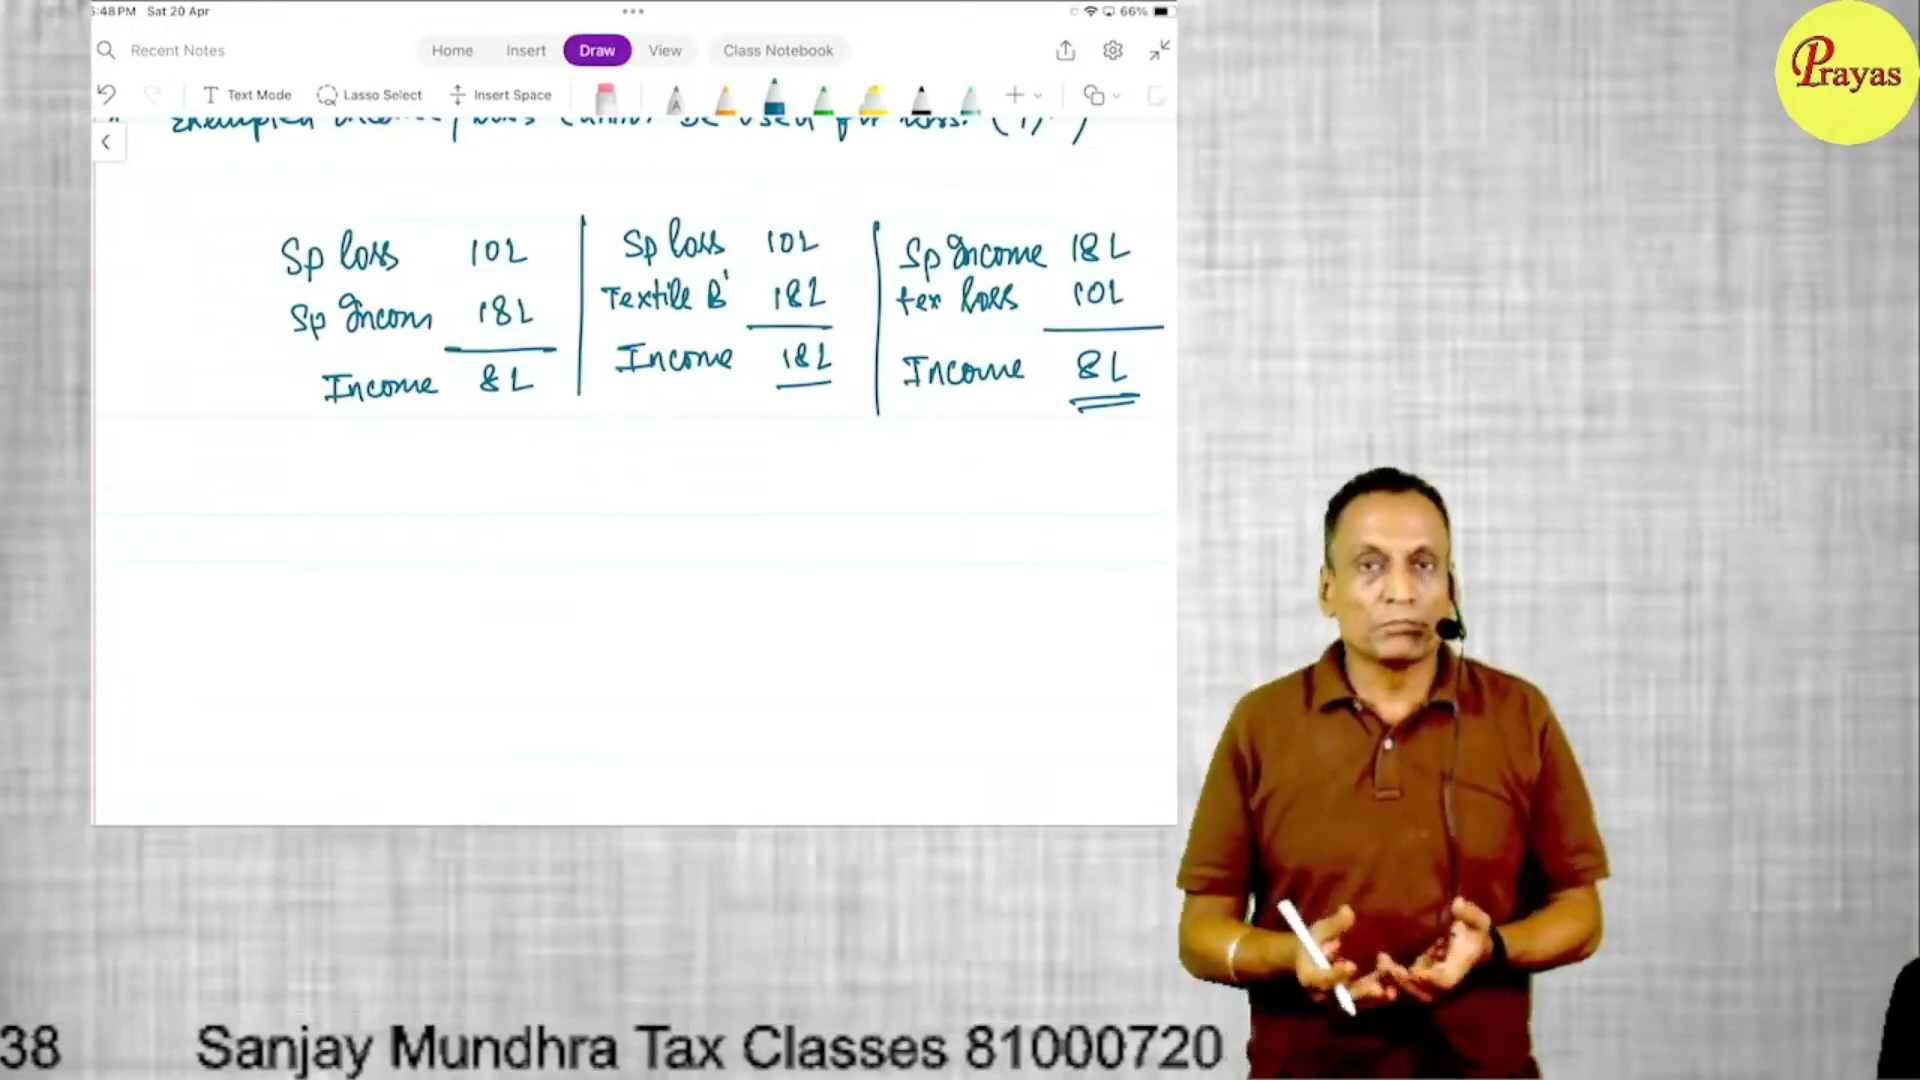 5:48PM Sat 20 Apr
66%
Recent Notes
Home Insert Draw View Class Notebook
Text Mode Lasso Select Insert Space
Sp loss 10L
Sp Incom 18L
Income 8L
Sp loss 10L
Textile B' 18L
Income 18L
Sp Income 18L
tex loss 10L
Income 8L
Prayas
38 Sanjay Mundhra Tax Classes 81000720